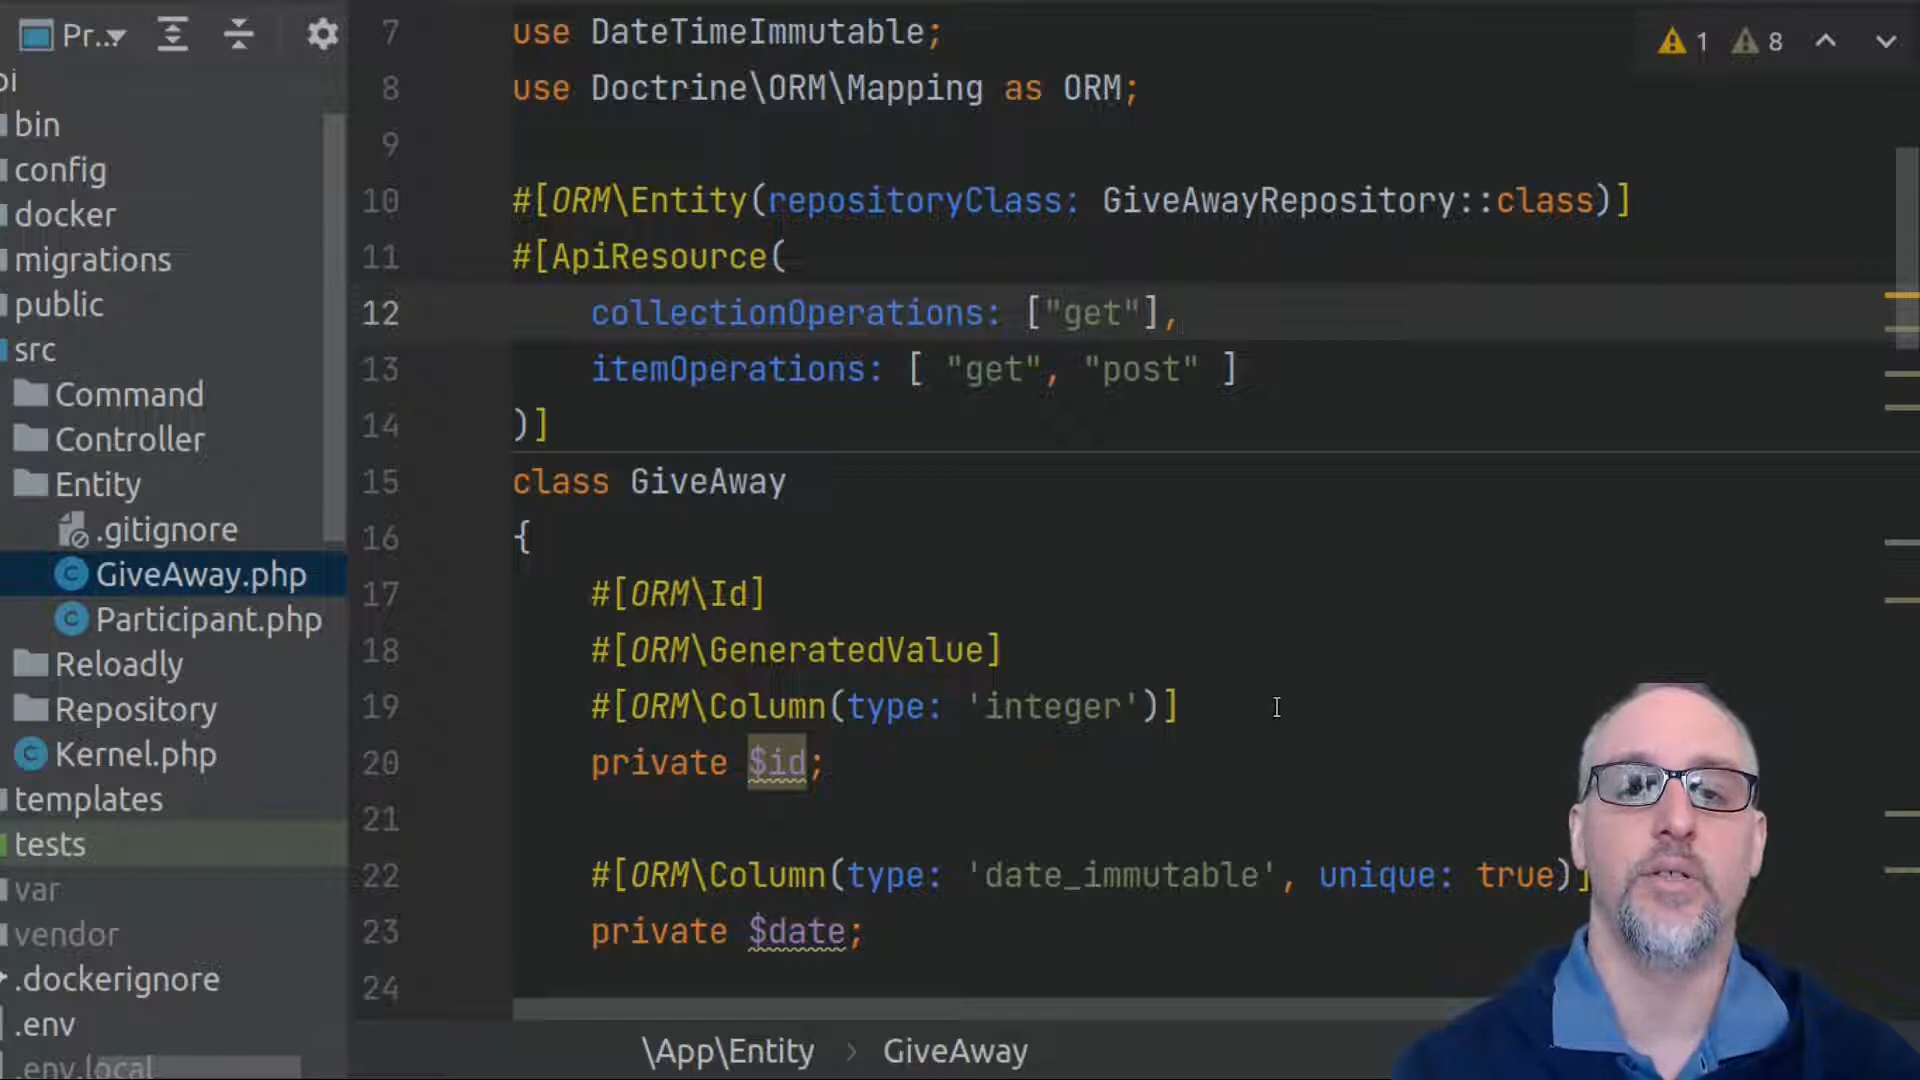 Pr...
pi
bin
config
docker
migrations
public
src
Command
Controller
Entity
.gitignore
GiveAway.php
Participant.php
Reloadly
Repository
Kernel.php
templates
tests
var
vendor
.dockerignore
.env
.env.local
1 8
7 use DateTimeImmutable;
8 use Doctrine\ORM\Mapping as ORM;
9
10 #[ORM\Entity(repositoryClass: GiveAwayRepository::class)]
11 #[ApiResource(
12 collectionOperations: ["get"],
13 itemOperations: [ "get", "post" ]
14 )]
15 class GiveAway
16 {
17 #[ORM\Id]
18 #[ORM\GeneratedValue]
19 #[ORM\Column(type: 'integer')]
20 private $id;
21
22 #[ORM\Column(type: 'date_immutable', unique: true)]
23 private $date;
24
\App\Entity › GiveAway